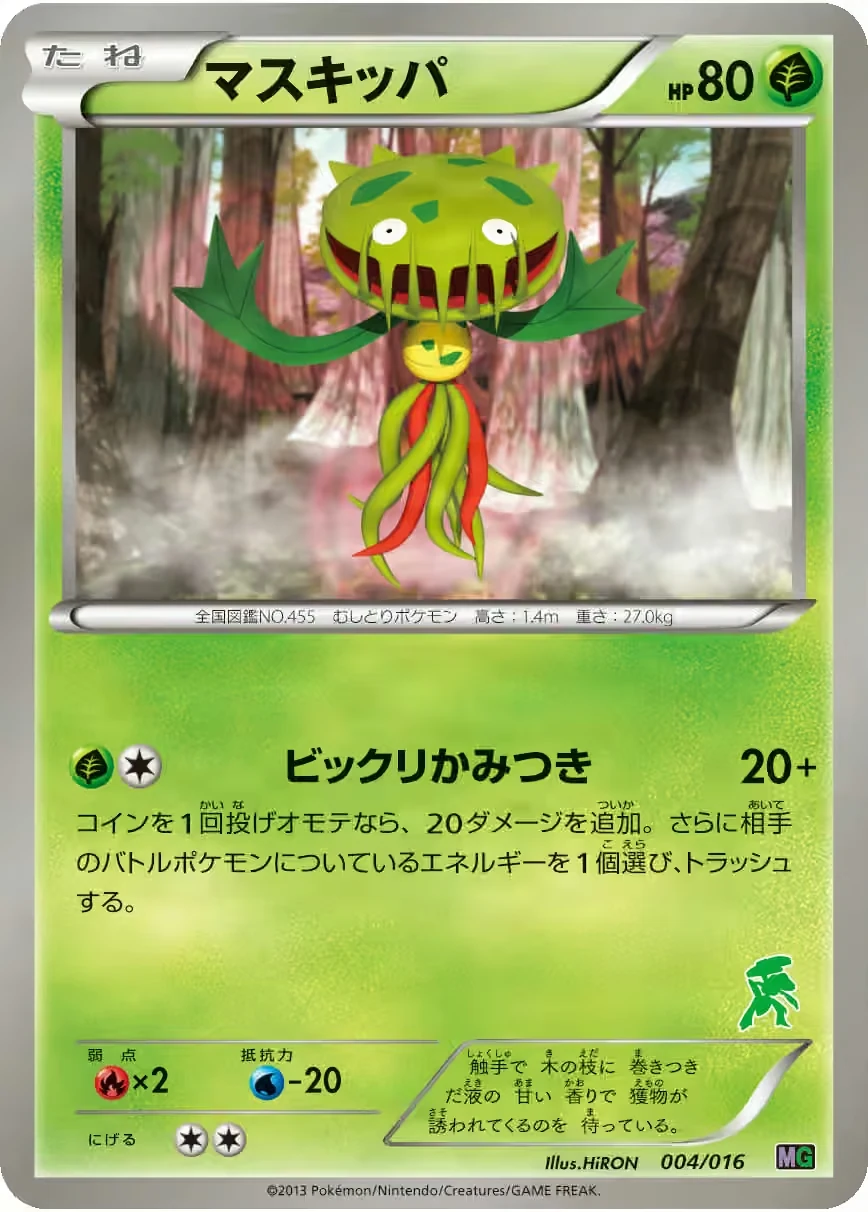 たね マスキッパ HP80
全国図鑑NO.455 むしとりポケモン 高さ：1.4m 重さ：27.0kg
ビックリかみつき 20+
コインを1回投げオモテなら、20ダメージを追加。さらに相手
のバトルポケモンについているエネルギーを1個選び、トラッシュ
する。
弱点 抵抗力
×2 -20
にげる
触手で 木の枝に 巻きつき
だ液の 甘い 香りで 獲物が
誘われてくるのを 待っている。
Illus.HiRON 004/016 MG
©2013 Pokémon/Nintendo/Creatures/GAME FREAK.